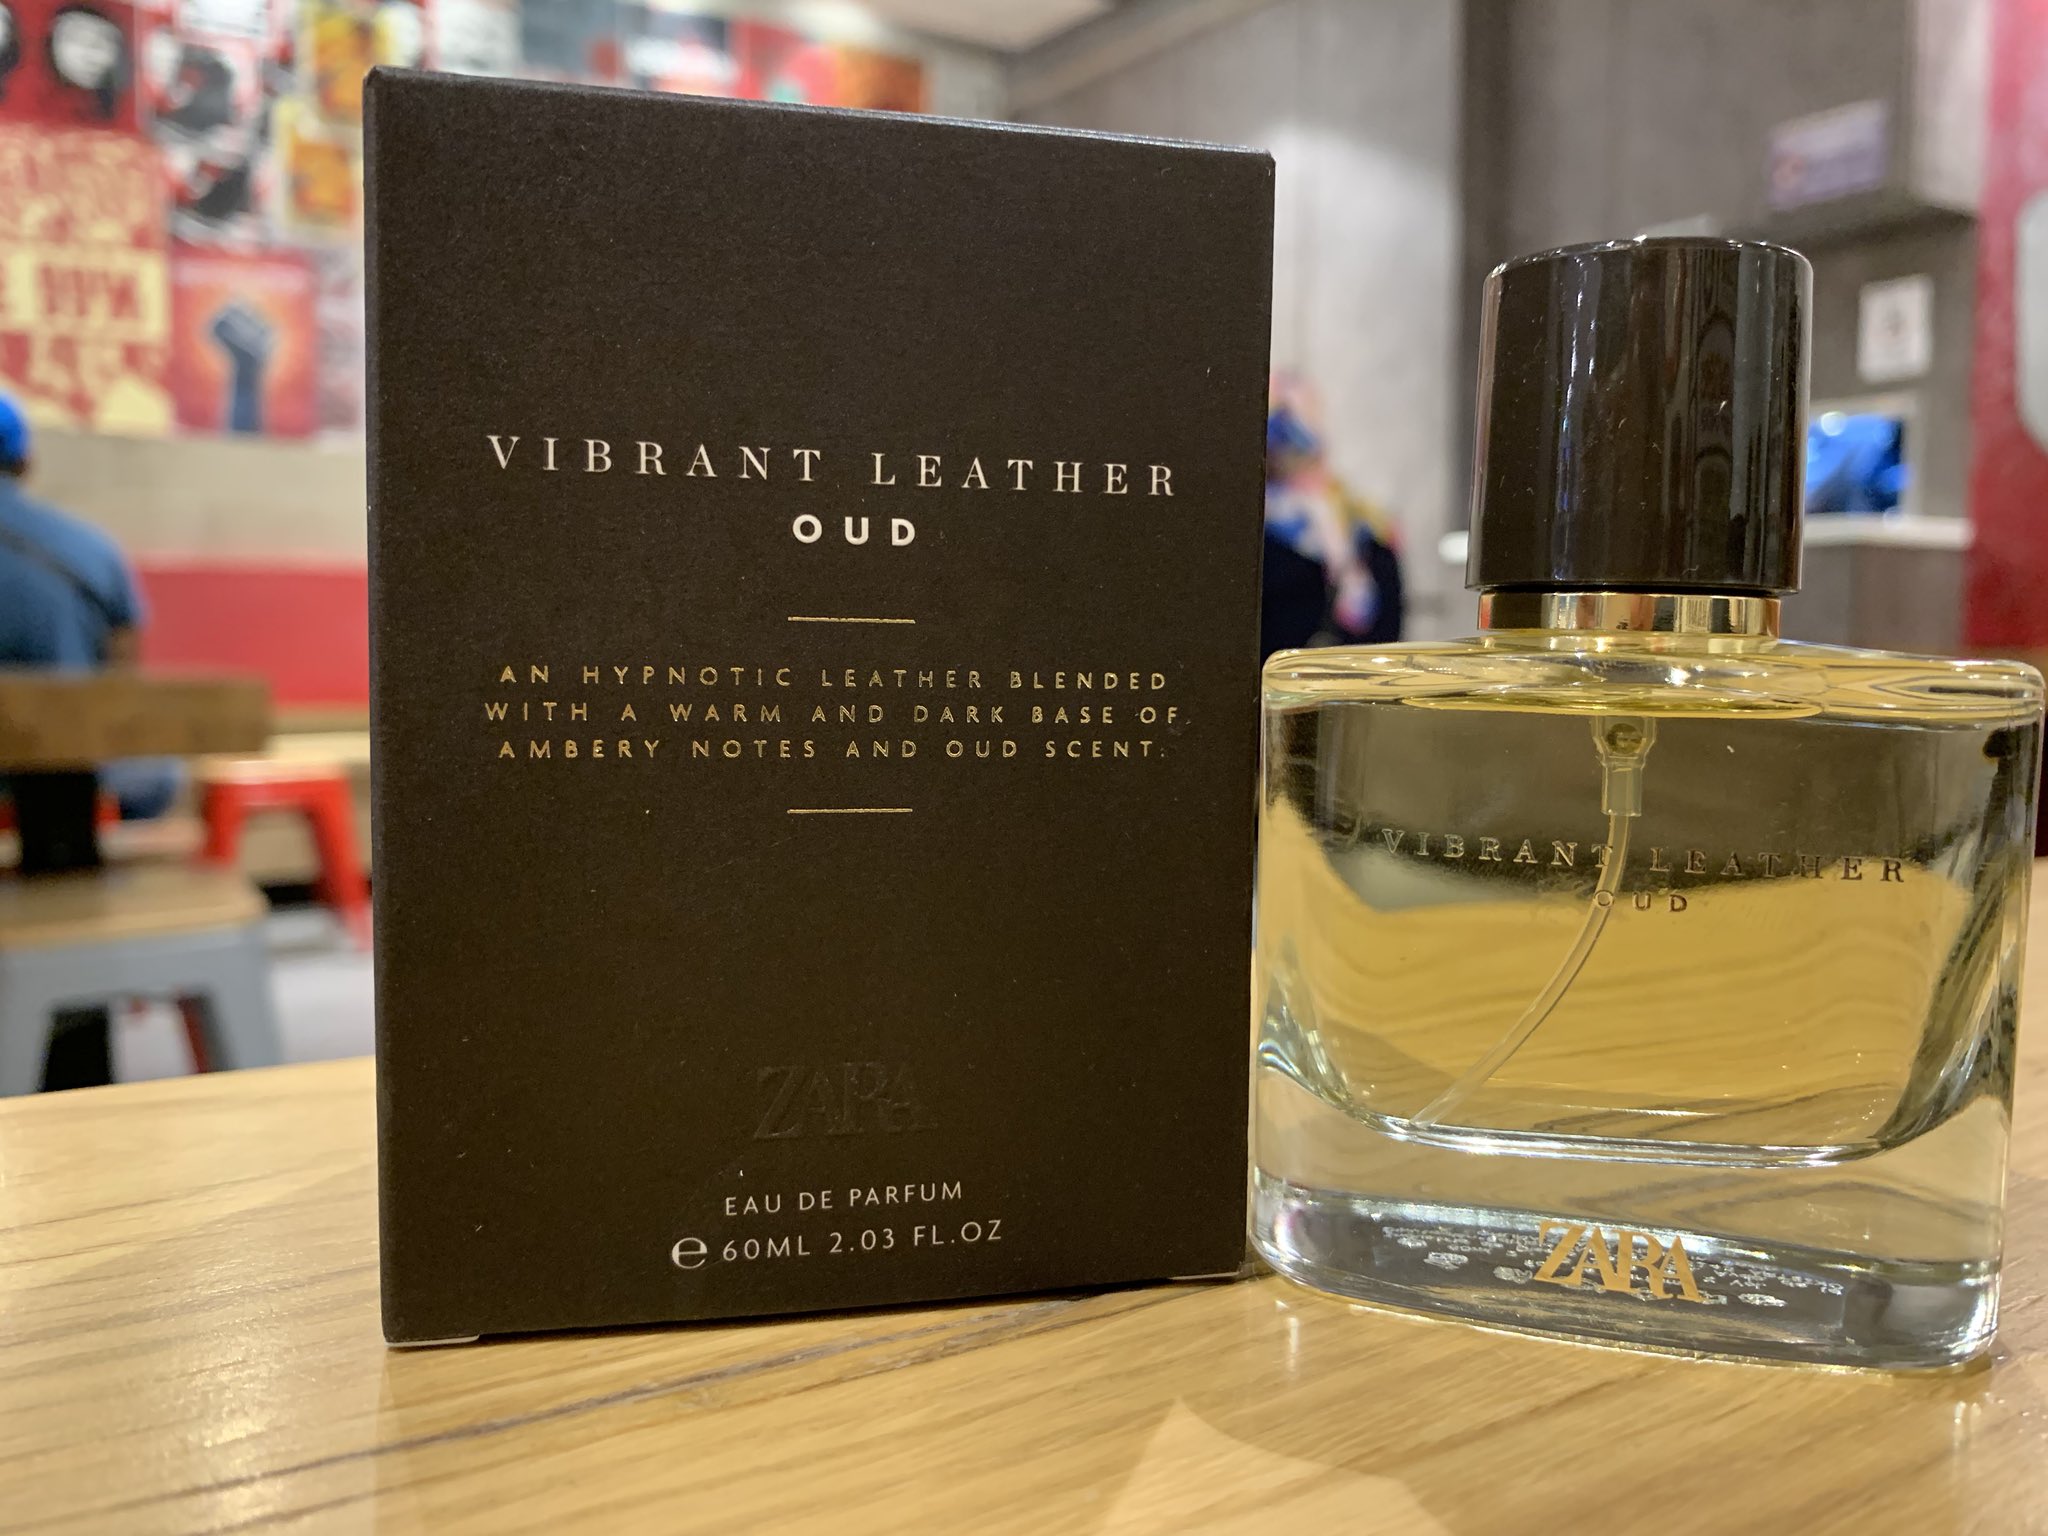 VIBRANT LEATHER
OUD
AN HYPNOTIC LEATHER BLENDED
WITH A WARM AND DARK BASE OF
AMBERY NOTES AND OUD SCENT.
ZARA
EAU DE PARFUM
℮ 60ML 2.03 FL.OZ
VIBRANT LEATHER
OUD
ZARA